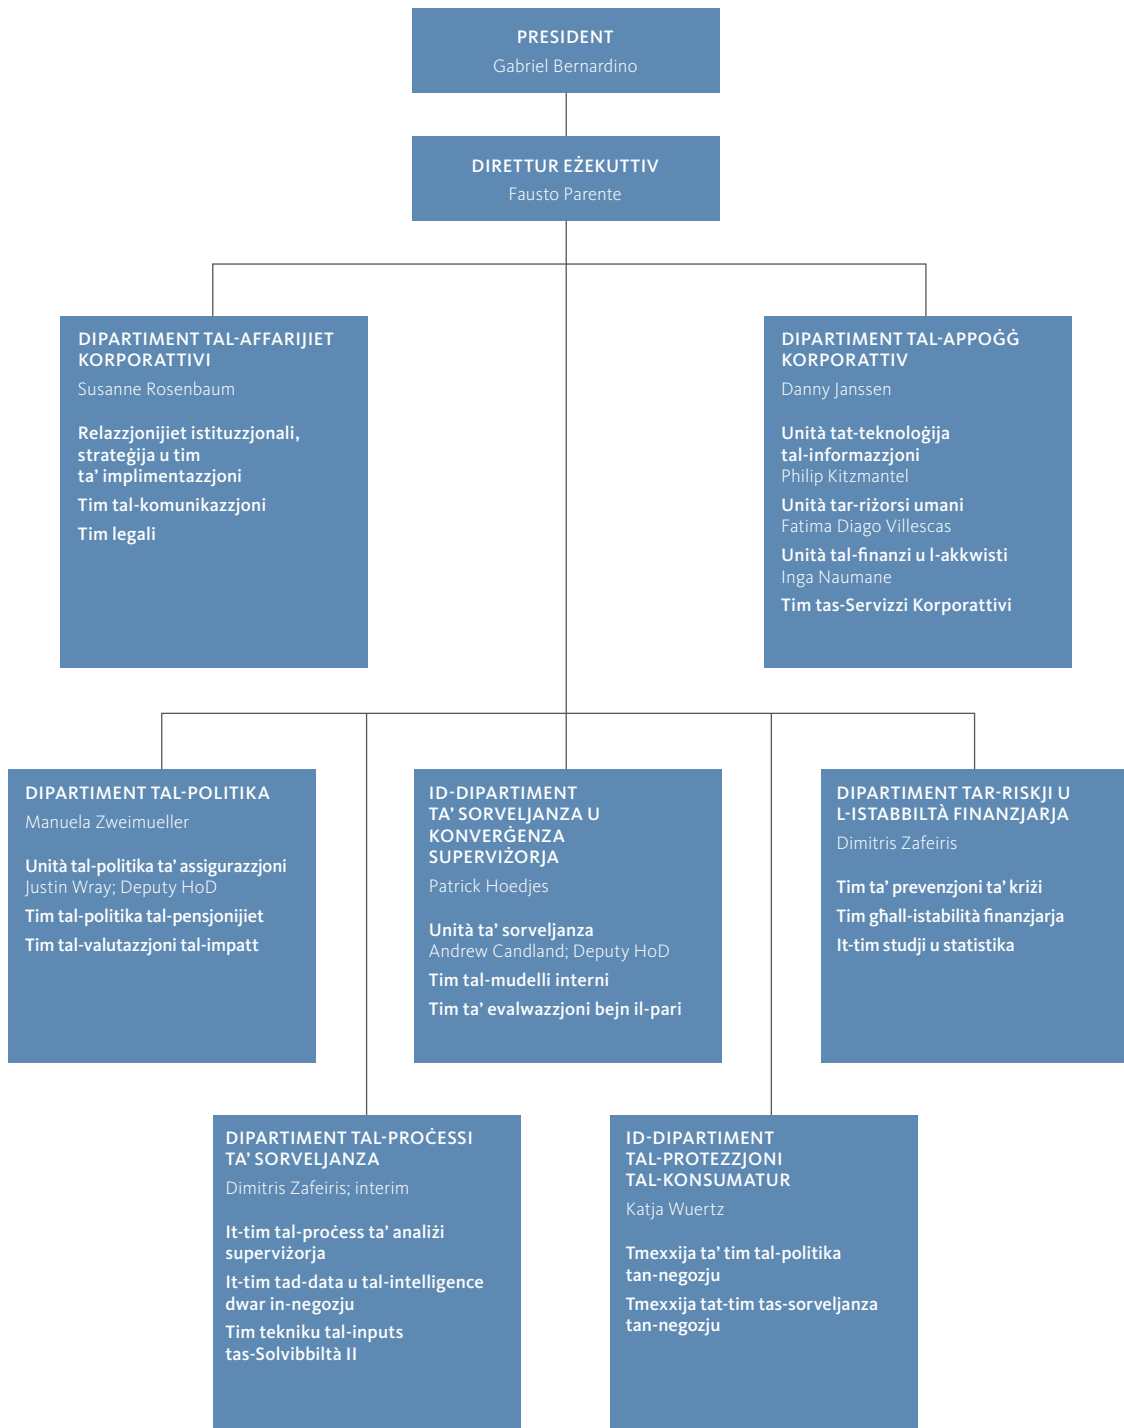 PRESIDENT
Gabriel Bernardino
DIRETTUR EŻEKUTTIV
Fausto Parente
DIPARTIMENT TAL-AFFARIJIET
KORPORATTIVI
Susanne Rosenbaum
Relazzjonijiet istituzzjonali,
strateġija u tim
ta’ implimentazzjoni
Tim tal-komunikazzjoni
Tim legali
DIPARTIMENT TAL-APPOĠĠ
KORPORATTIV
Danny Janssen
Unità tat-teknoloġija
tal-informazzjoni
Philip Kitzmantel
Unità tar-riżorsi umani
Fatima Diago Villescas
Unità tal-finanzi u l-akkwisti
Inga Naumane
Tim tas-Servizzi Korporattivi
DIPARTIMENT TAL-POLITIKA
Manuela Zweimueller
Unità tal-politika ta’ assigurazzjoni
Justin Wray; Deputy HoD
Tim tal-politika tal-pensjonijiet
Tim tal-valutazzjoni tal-impatt
ID-DIPARTIMENT
TA’ SORVELJANZA U
KONVERĠENZA
SUPERVIŻORJA
Patrick Hoedjes
Unità ta’ sorveljanza
Andrew Candland; Deputy HoD
Tim tal-mudelli interni
Tim ta’ evalwazzjoni bejn il-pari
DIPARTIMENT TAR-RISKJI U
L-ISTABBILTÀ FINANZJARJA
Dimitris Zafeiris
Tim ta’ prevenzjoni ta’ kriżi
Tim għall-istabilità finanzjarja
It-tim studji u statistika
DIPARTIMENT TAL-PROĊESSI
TA’ SORVELJANZA
Dimitris Zafeiris; interim
It-tim tal-proċess ta’ analiżi
superviżorja
It-tim tad-data u tal-intelligence
dwar in-negozju
Tim tekniku tal-inputs
tas-Solvibbiltà II
ID-DIPARTIMENT
TAL-PROTEZZJONI
TAL-KONSUMATUR
Katja Wuertz
Tmexxija ta’ tim tal-politika
tan-negozju
Tmexxija tat-tim tas-sorveljanza
tan-negozju